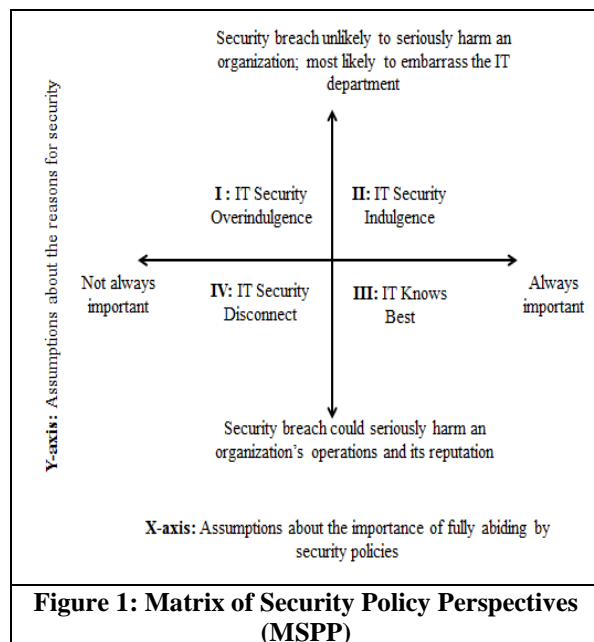 Security breach unlikely to seriously harm an
organization; most likely to embarrass the IT
department
Y-axis: Assumptions about the reasons for security
I : IT Security
Overindulgence
II: IT Security
Indulgence
Not always
important
IV: IT Security
Disconnect
III: IT Knows
Best
Always
important
Security breach could seriously harm an
organization's operations and its reputation
X-axis: Assumptions about the importance of fully abiding by
security policies
Figure 1: Matrix of Security Policy Perspectives
(MSPP)